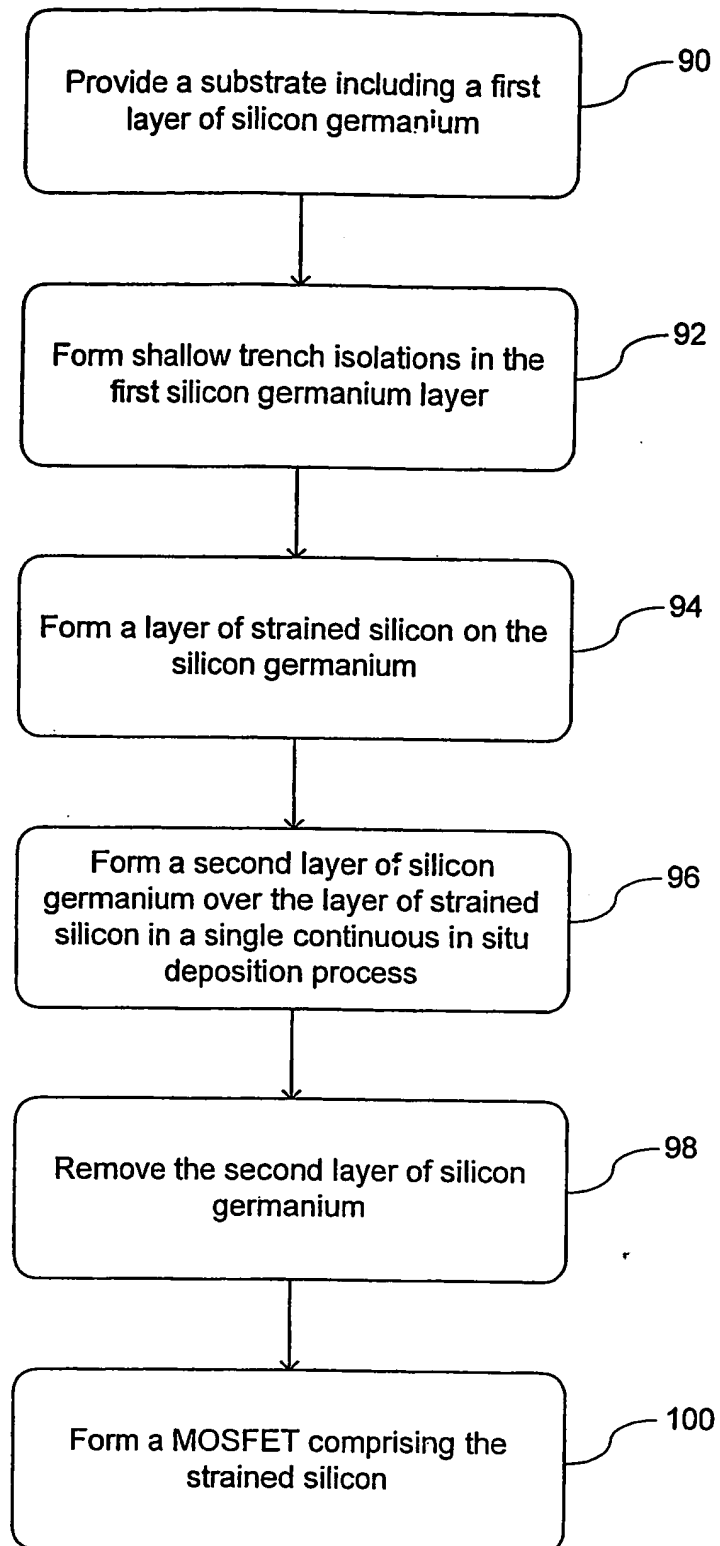 Provide a substrate including a first
layer of silicon germanium
90
Form shallow trench isolations in the
first silicon germanium layer
92
Form a layer of strained silicon on the
silicon germanium
94
Form a second layer of silicon
germanium over the layer of strained
silicon in a single continuous in situ
deposition process
96
Remove the second layer of silicon
germanium
98
Form a MOSFET comprising the
strained silicon
100